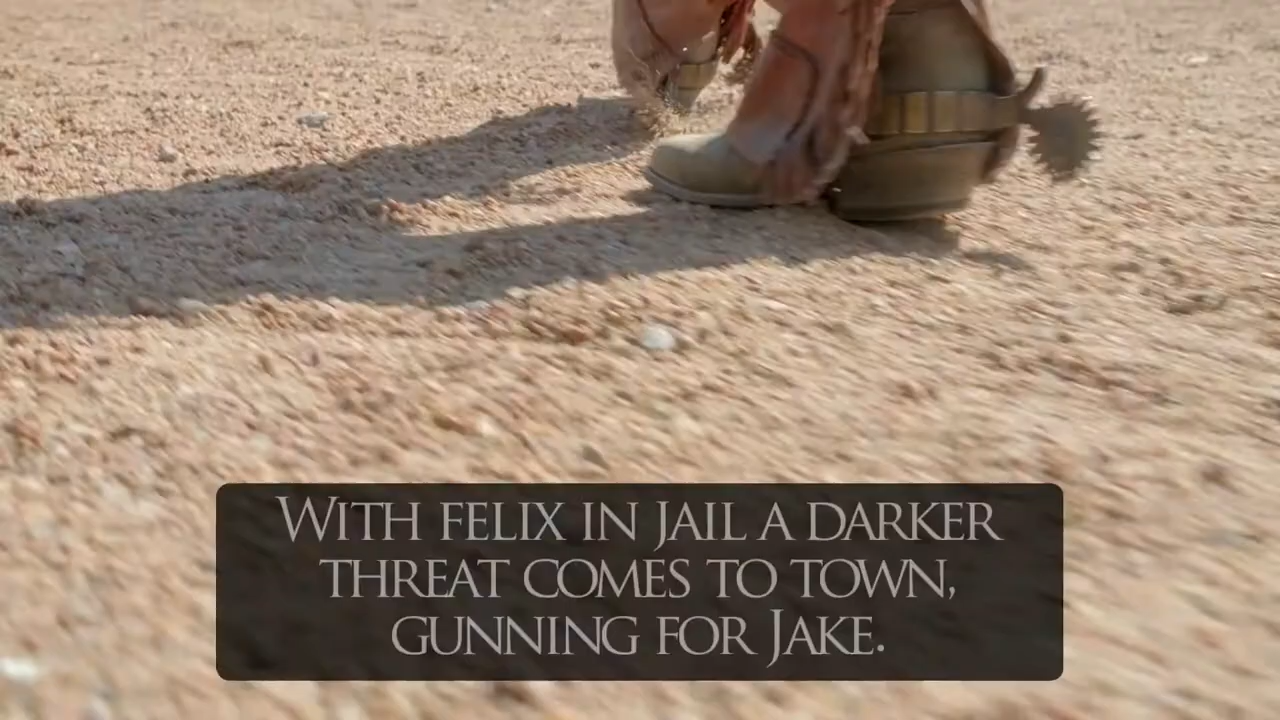 With felix in jail a darker
threat comes to town,
gunning for Jake.